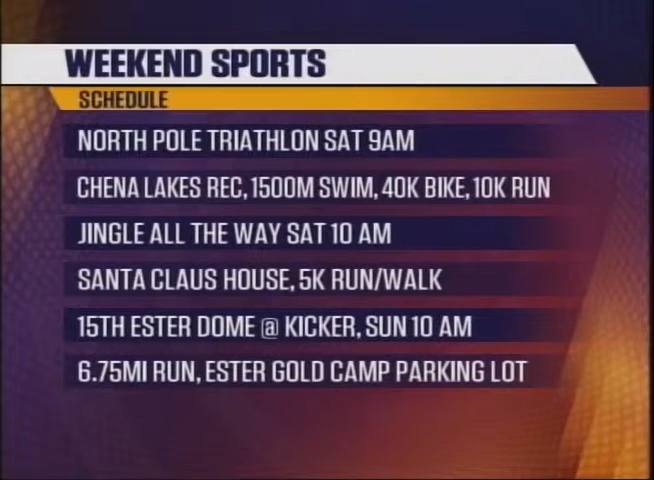 WEEKEND SPORTS
SCHEDULE
NORTH POLE TRIATHLON SAT 9AM
CHENA LAKES REC, 1500M SWIM, 40K BIKE, 10K RUN
JINGLE ALL THE WAY SAT 10 AM
SANTA CLAUS HOUSE, 5K RUN/WALK
15TH ESTER DOME @ KICKER, SUN 10 AM
6.75MI RUN, ESTER GOLD CAMP PARKING LOT